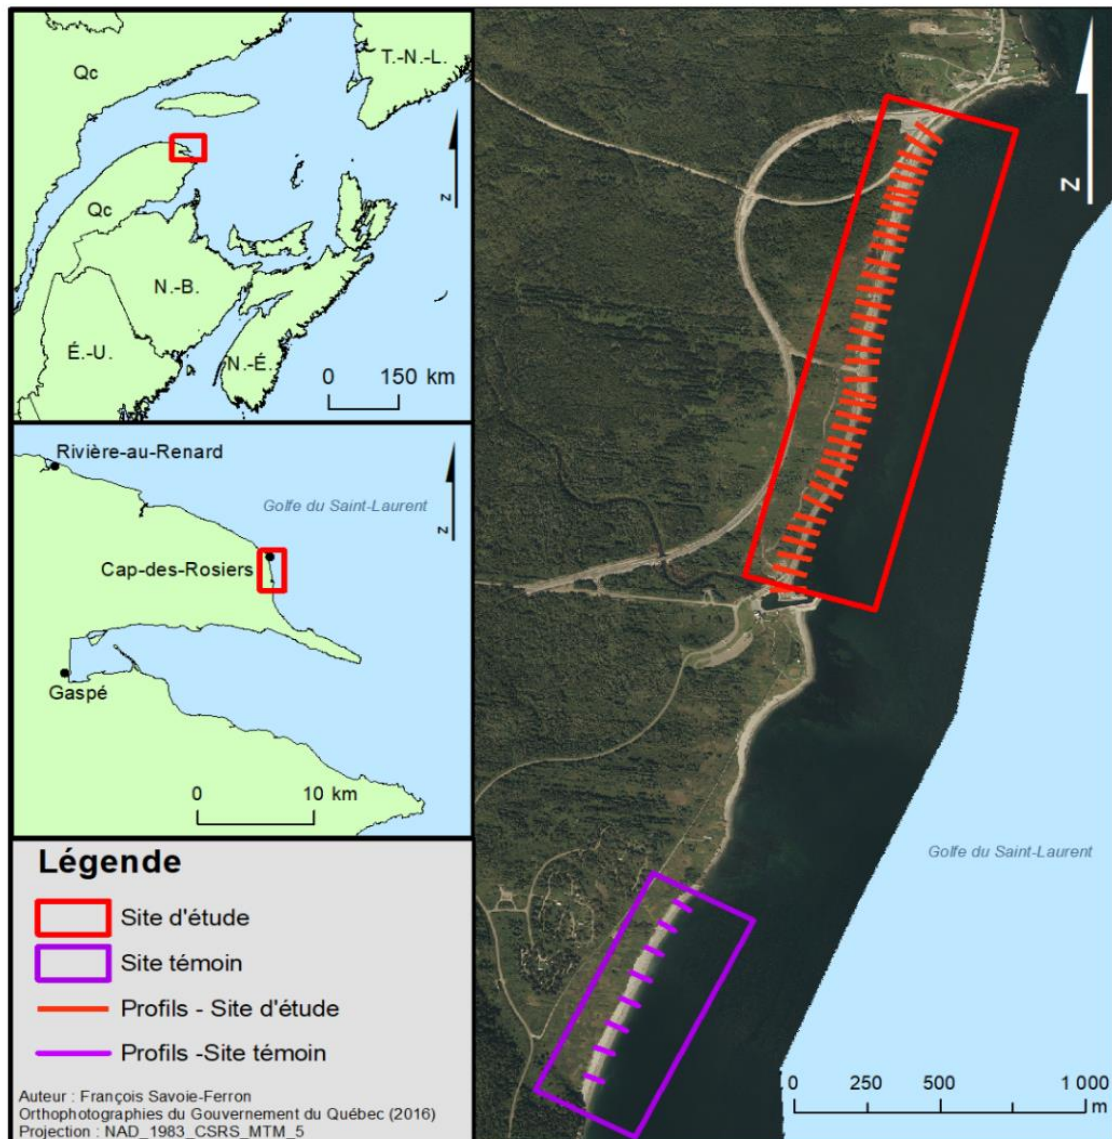 Qc
T.-N.-L.
N
Qc
N.-B.
É.-U.
N.-É.
0 150 km
Rivière-au-Renard
Golfe du Saint-Laurent
N
Cap-des-Rosiers
Gaspé
0 10 km
Légende
Site d'étude
Site témoin
Profils - Site d'étude
Profils -Site témoin
Auteur : François Savoie-Ferron
Orthophotographies du Gouvernement du Québec (2016)
Projection : NAD_1983_CSRS_MTM_5
N
Golfe du Saint-Laurent
0 250 500 1 000
m